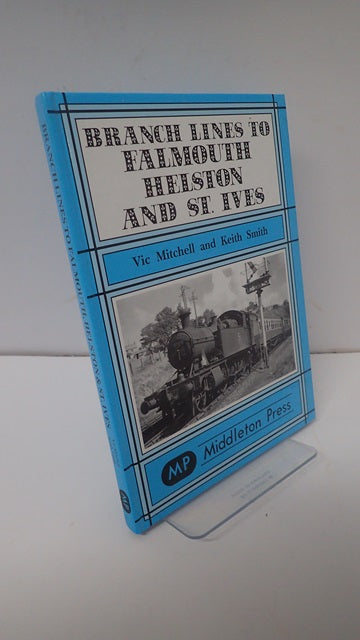 BRANCH LINES TO
FALMOUTH
HELSTON
AND ST. IVES
Vic Mitchell and Keith Smith
MP Middleton Press
BRANCH LINES TO FALMOUTH, HELSTON & ST. IVES
MP